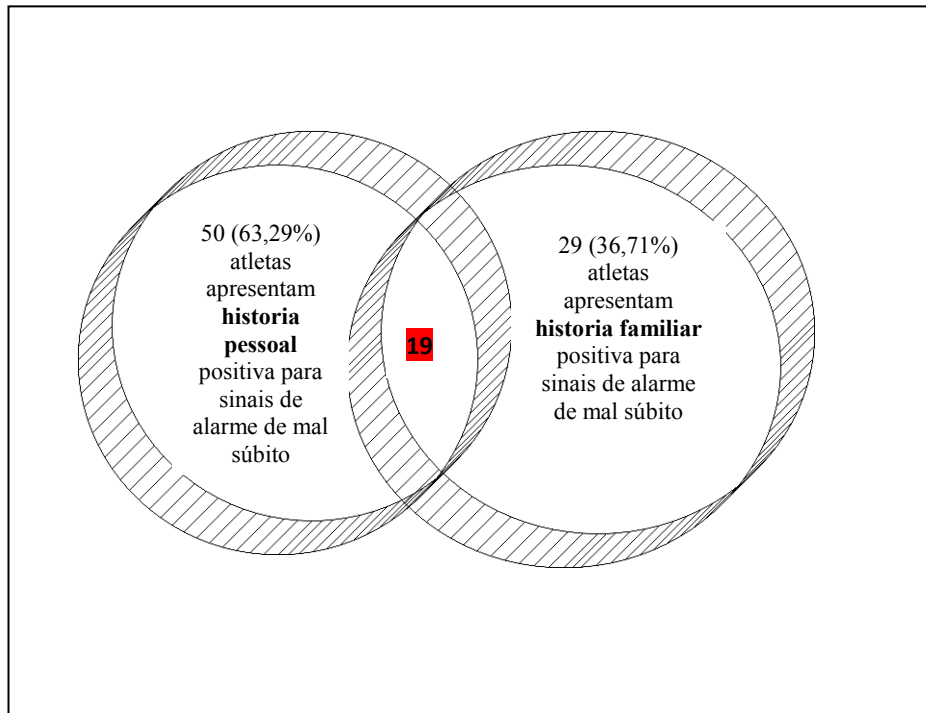 50 (63,29%)
atletas
apresentam
historia
pessoal
positiva para
sinais de
alarme de mal
súbito
19
29 (36,71%)
atletas
apresentam
historia familiar
positiva para
sinais de alarme
de mal súbito